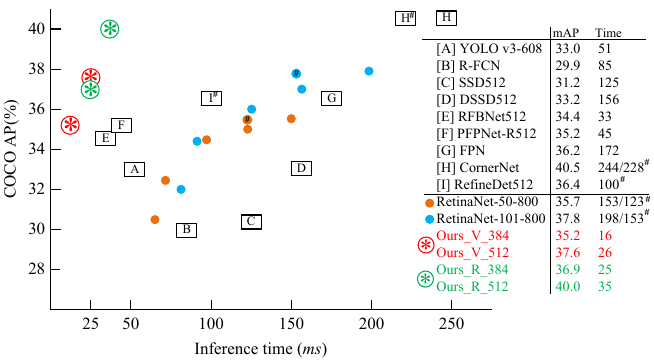 COCO AP(%)
40
38
36
34
32
30
28
25
50
100
150
200
250
Inference time (ms)
H#
H
#
I#
G
#
F
E
A
D
B
C
mAP Time
[A] YOLO v3-608 33.0 51
[B] R-FCN 29.9 85
[C] SSD512 31.2 125
[D] DSSD512 33.2 156
[E] RFBNet512 34.4 33
[F] PFPNet-R512 35.2 45
[G] FPN 36.2 172
[H] CornerNet 40.5 244/228#
[I] RefineDet512 36.4 100#
RetinaNet-50-800 35.7 153/123#
RetinaNet-101-800 37.8 198/153#
Ours_V_384 35.2 16
Ours_V_512 37.6 26
Ours_R_384 36.9 25
Ours_R_512 40.0 35